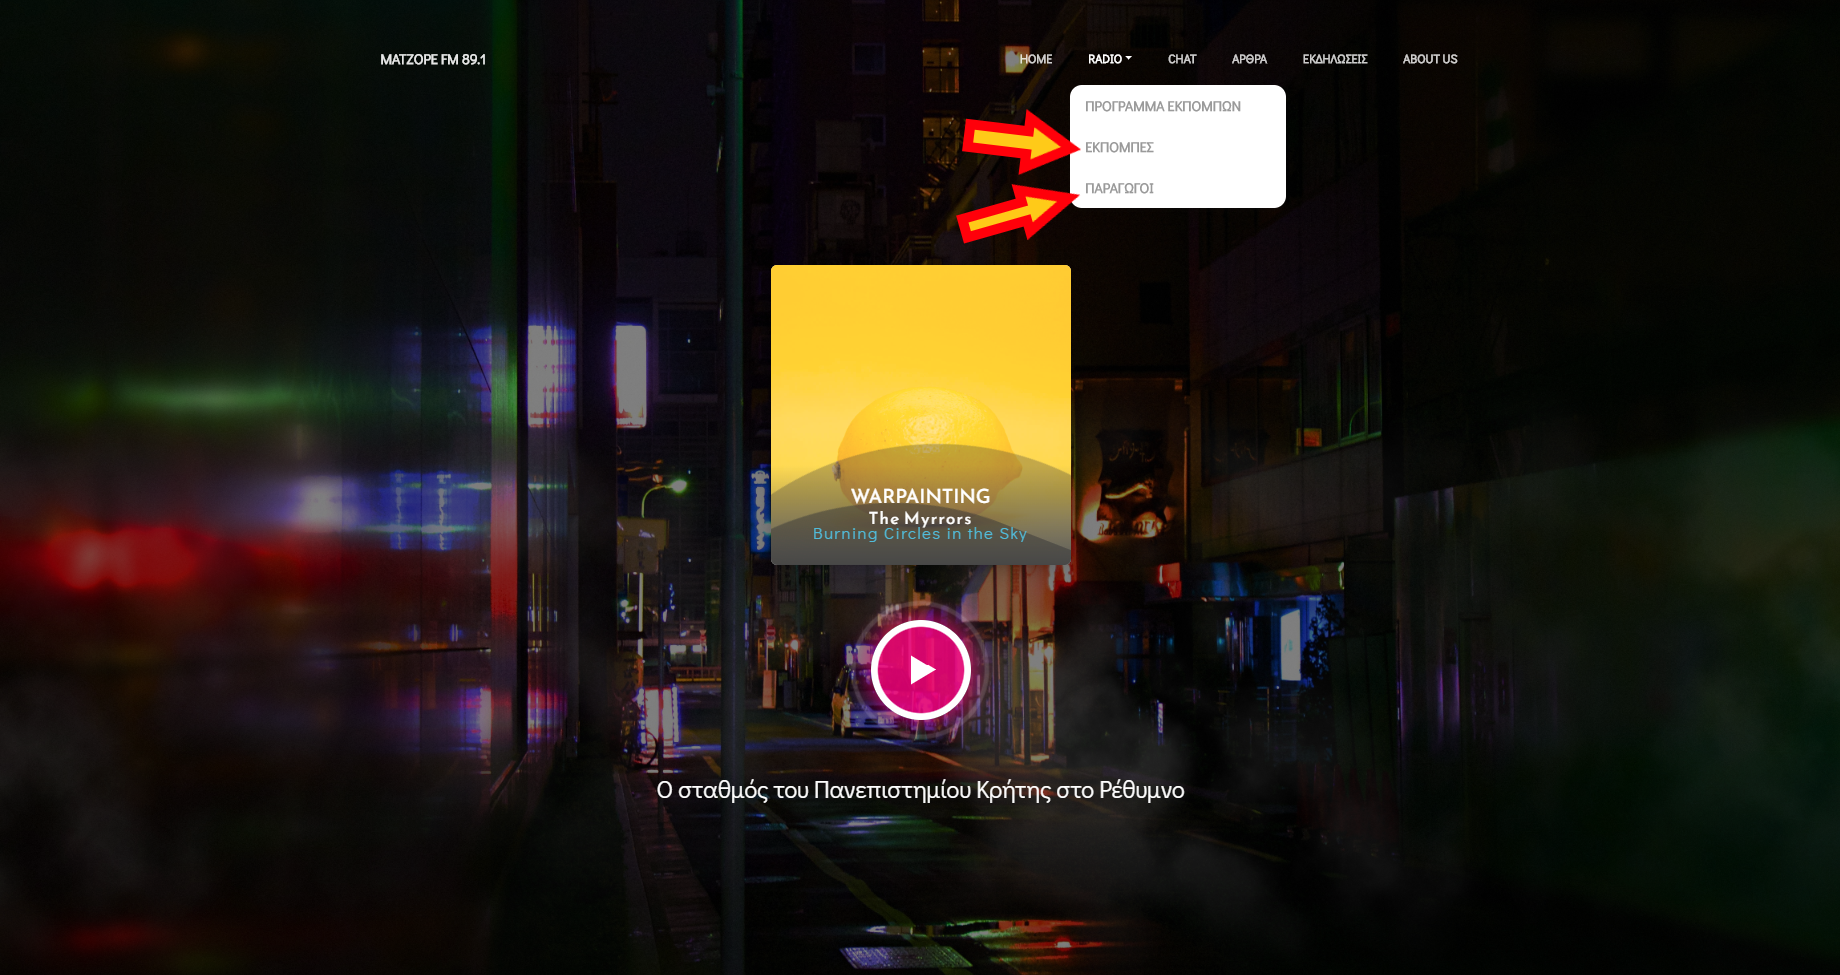 ΜΑΤΖΟΡΕ FM 89.1
HOME
RADIO
CHAT
ΑΡΘΡΑ
ΕΚΔΗΛΩΣΕΙΣ
ABOUT US
ΠΡΟΓΡΑΜΜΑ ΕΚΠΟΜΠΩΝ
ΕΚΠΟΜΠΕΣ
ΠΑΡΑΓΩΓΟΙ
WARPAINTING
The Myrrors
Burning Circles in the Sky
Ο σταθμός του Πανεπιστημίου Κρήτης στο Ρέθυμνο